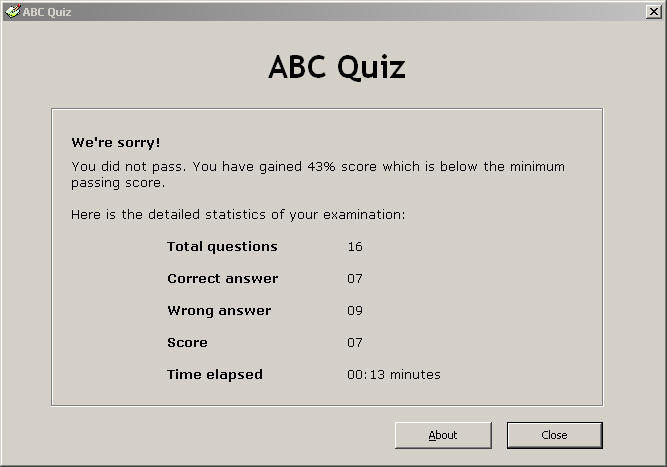 ABC Quiz
ABC Quiz
We're sorry!
You did not pass. You have gained 43% score which is below the minimum
passing score.
Here is the detailed statistics of your examination:
Total questions 16
Correct answer 07
Wrong answer 09
Score 07
Time elapsed 00:13 minutes
About Close